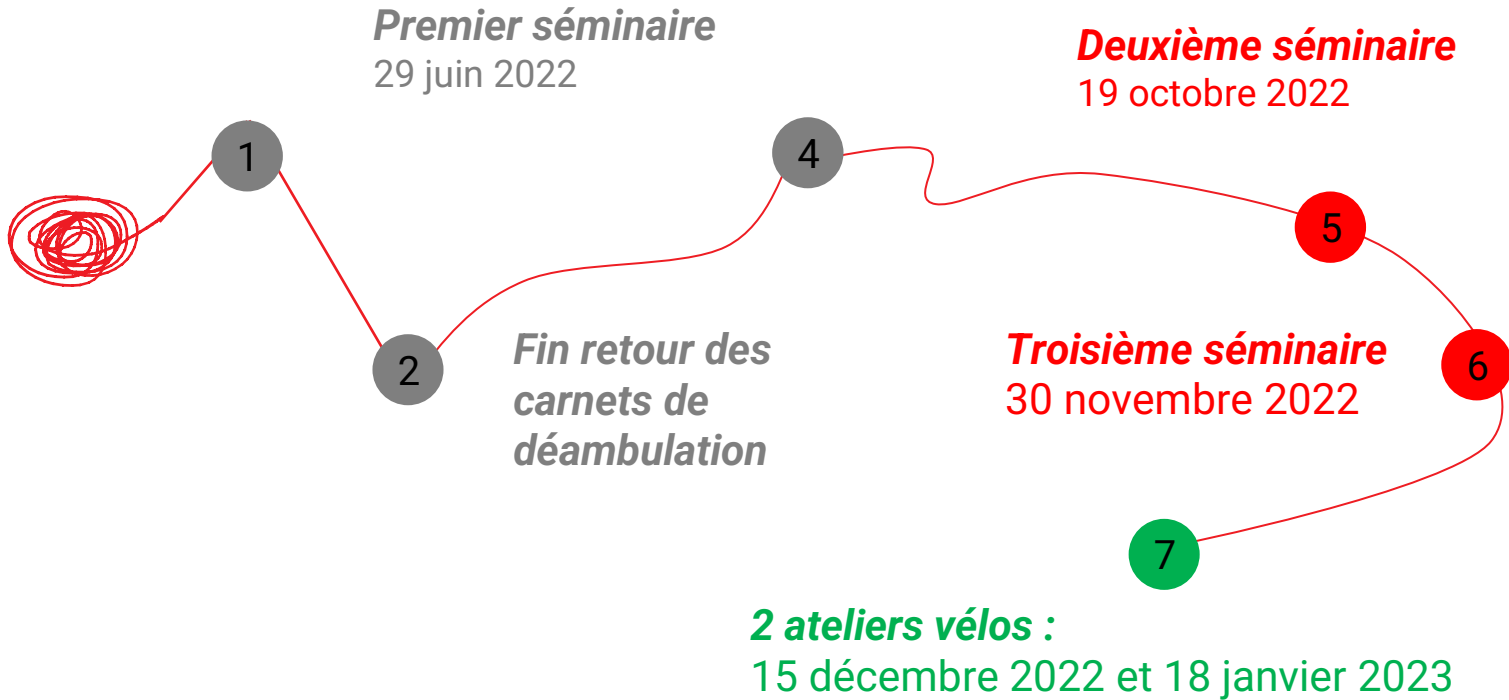 Premier séminaire
29 juin 2022
Deuxième séminaire
19 octobre 2022
1
4
5
2
Fin retour des
carnets de
déambulation
Troisième séminaire
30 novembre 2022
6
7
2 ateliers vélos :
15 décembre 2022 et 18 janvier 2023